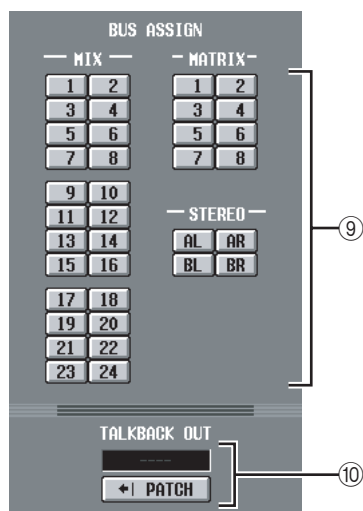 BUS ASSIGN
MIX
MATRIX
1 2 1 2
3 4 3 4
5 6 5 6
7 8 7 8
9 10
11 12
STEREO
⑨
13 14 AL AR
15 16 BL BR
17 18
19 20
21 22
23 24
TALKBACK OUT
----
PATCH
⑩